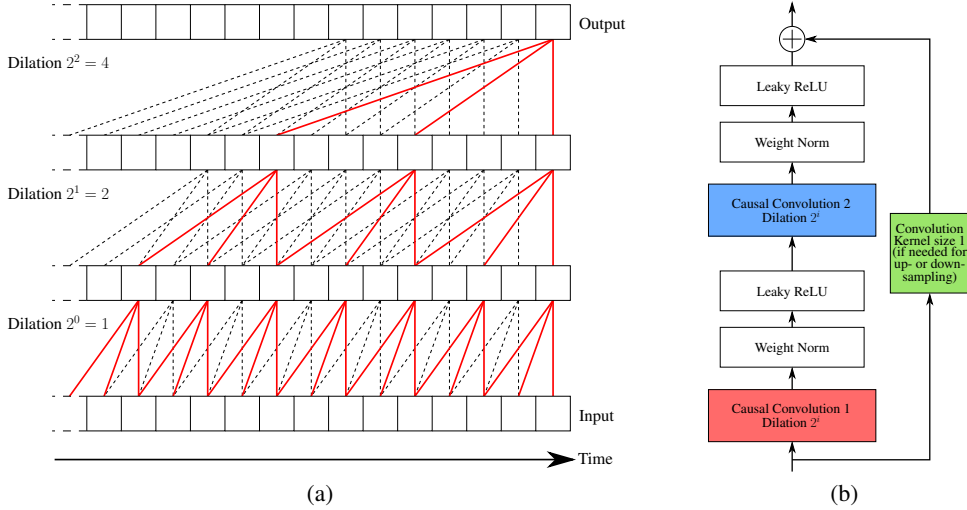 Output
Dilation 2² = 4
Dilation 2¹ = 2
Dilation 2⁰ = 1
Input
Time
(a)
Leaky ReLU
Weight Norm
Causal Convolution 2
Dilation 2ⁱ
Convolution
Kernel size 1
(if needed for
up- or down-
sampling)
Leaky ReLU
Weight Norm
Causal Convolution 1
Dilation 2ⁱ
(b)